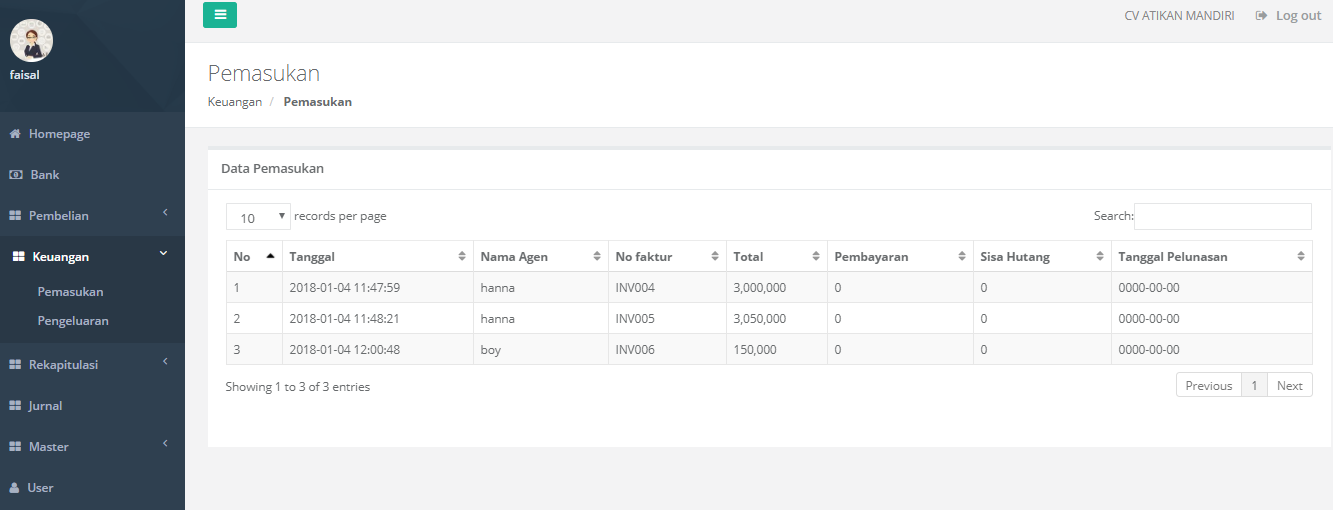 CV ATIKAN MANDIRI Log out
faisal
Homepage
Bank
Pembelian
Keuangan
Pemasukan
Pengeluaran
Rekapitulasi
Jurnal
Master
User
Pemasukan
Keuangan / Pemasukan
Data Pemasukan
10 records per page Search:
No Tanggal Nama Agen No faktur Total Pembayaran Sisa Hutang Tanggal Pelunasan
1 2018-01-04 11:47:59 hanna INV004 3,000,000 0 0 0000-00-00
2 2018-01-04 11:48:21 hanna INV005 3,050,000 0 0 0000-00-00
3 2018-01-04 12:00:48 boy INV006 150,000 0 0 0000-00-00
Showing 1 to 3 of 3 entries Previous 1 Next